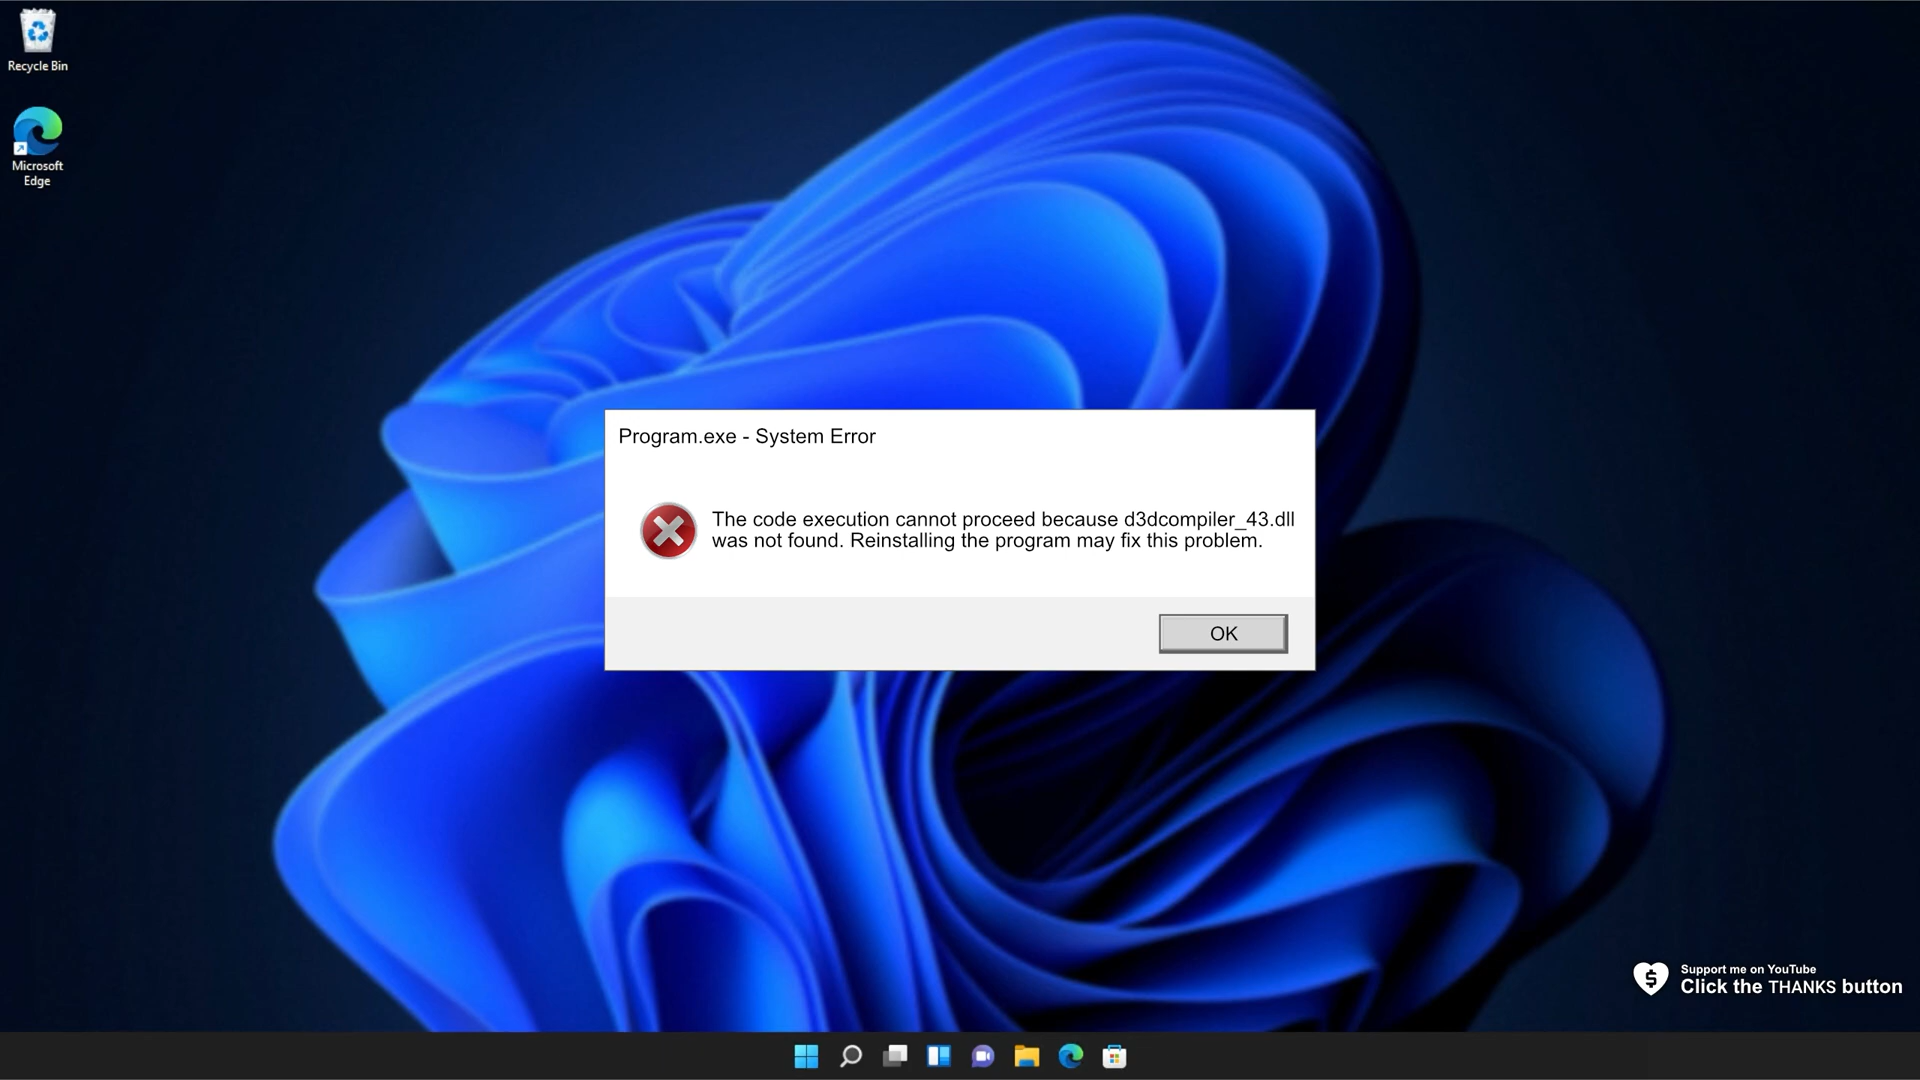 Recycle Bin
Microsoft
Edge
Program.exe - System Error
The code execution cannot proceed because d3dcompiler_43.dll
was not found. Reinstalling the program may fix this problem.
OK
Support me on YouTube
Click the THANKS button